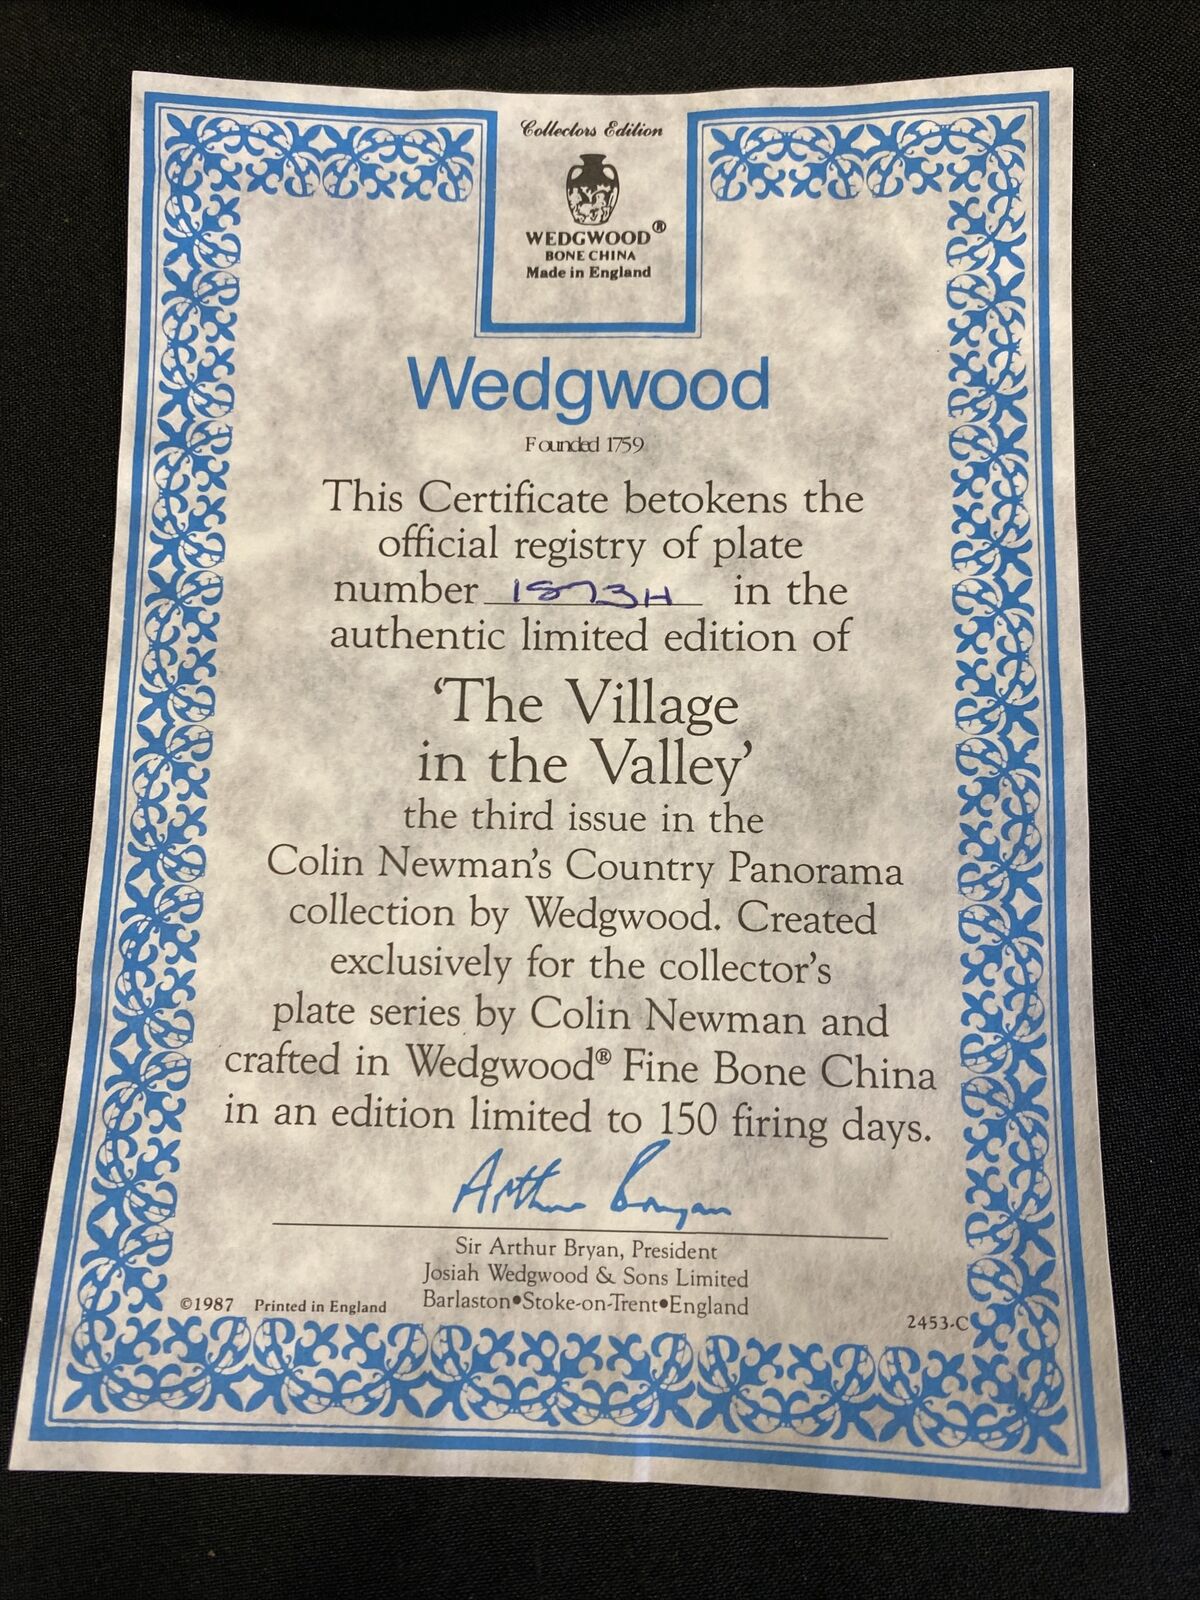 Collectors Edition
WEDGWOOD®
BONE CHINA
Made in England
Wedgwood
Founded 1759
This Certificate betokens the
official registry of plate
number 1873H in the
authentic limited edition of
‘The Village
in the Valley’
the third issue in the
Colin Newman’s Country Panorama
collection by Wedgwood. Created
exclusively for the collector’s
plate series by Colin Newman and
crafted in Wedgwood® Fine Bone China
in an edition limited to 150 firing days.
Arthur Bryan
Sir Arthur Bryan, President
Josiah Wedgwood & Sons Limited
Barlaston•Stoke-on-Trent•England
©1987 Printed in England
2453-C